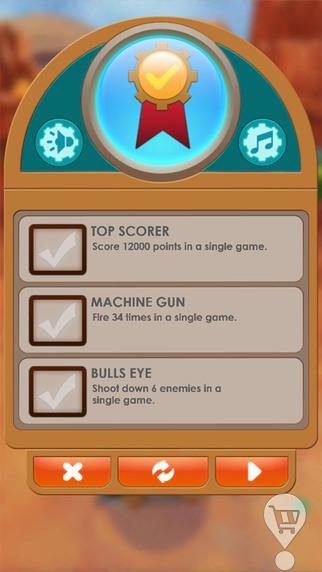 TOP SCORER
Score 12000 points in a single game.
MACHINE GUN
Fire 34 times in a single game.
BULLS EYE
Shoot down 6 enemies in a
single game.